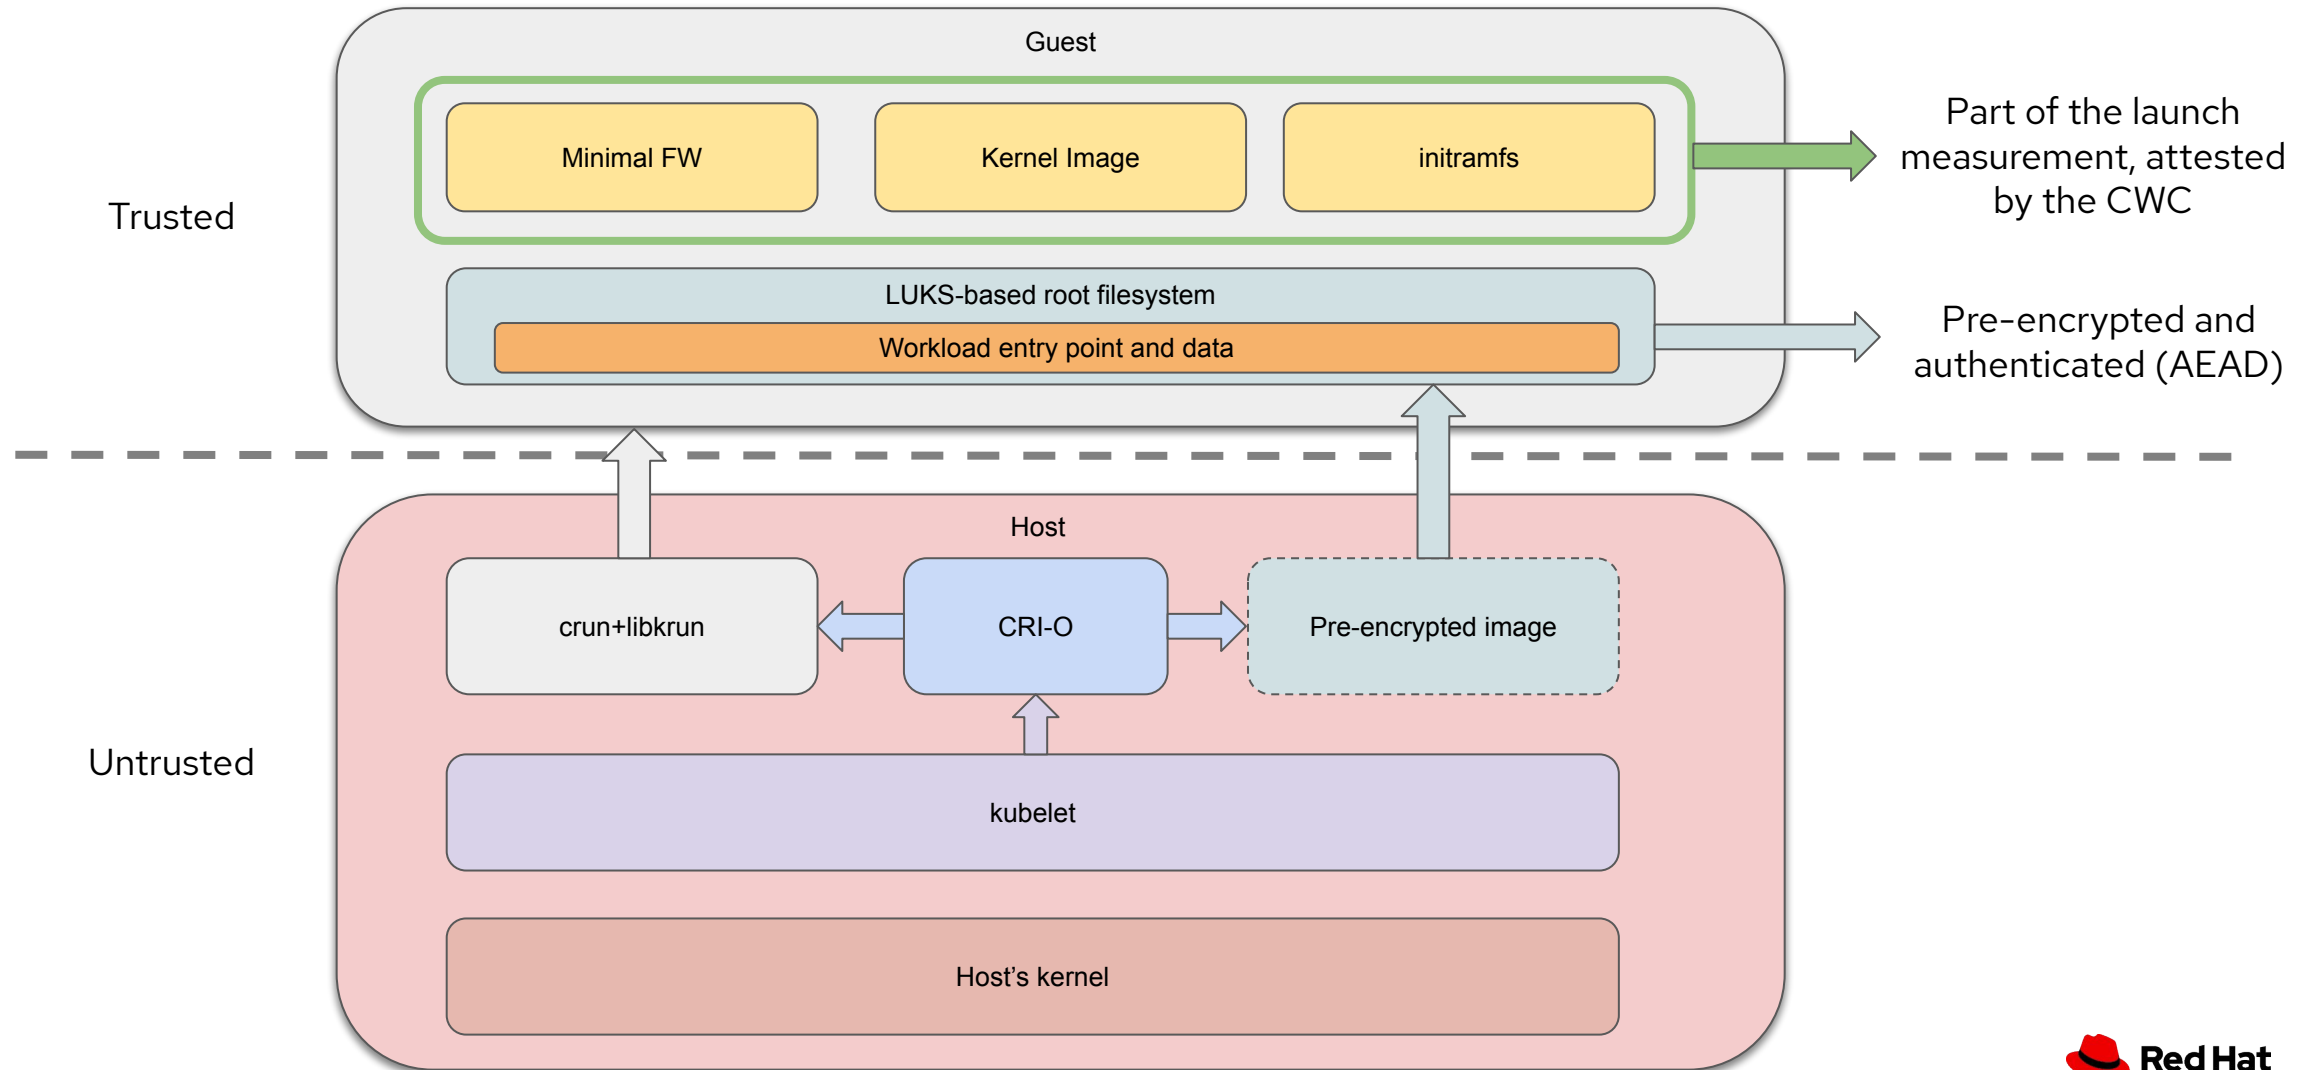 Guest
Minimal FW
Kernel Image
initramfs
Part of the launch
measurement, attested
by the CWC
Trusted
LUKS-based root filesystem
Workload entry point and data
Pre-encrypted and
authenticated (AEAD)
Host
crun+libkrun
CRI-O
Pre-encrypted image
Untrusted
kubelet
Host’s kernel
Red Hat